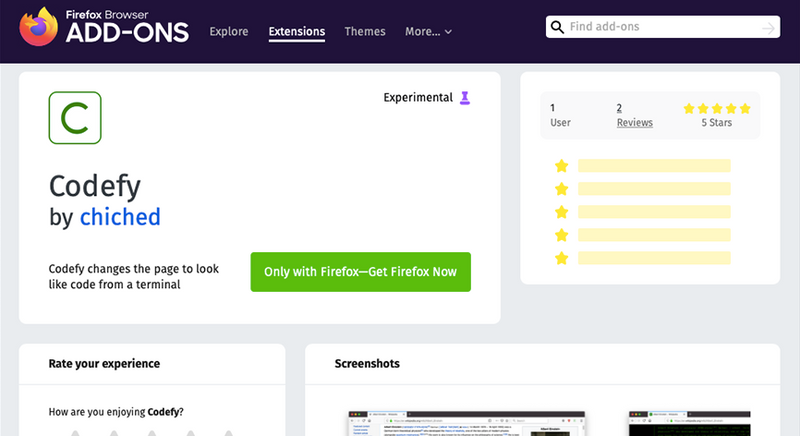 Firefox Browser
ADD-ONS
Explore
Extensions
Themes
More...
Find add-ons
Experimental
C
Codefy
by chiched
Codefy changes the page to look
like code from a terminal
Only with Firefox—Get Firefox Now
1
User
2
Reviews
5 Stars
Rate your experience
How are you enjoying Codefy?
Screenshots